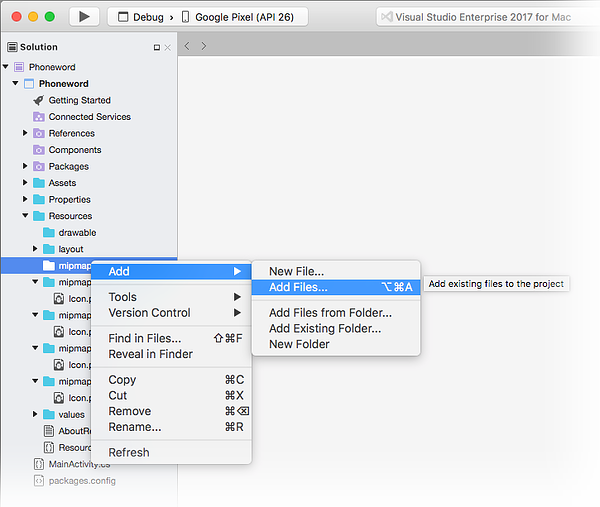 Debug › Google Pixel (API 26)
Visual Studio Enterprise 2017 for Mac
Solution
Phoneword
Phoneword
Getting Started
Connected Services
References
Components
Packages
Assets
Properties
Resources
drawable
layout
mipmap
mipmap
Icon.p
mipmap
Icon.p
mipmap
Icon.p
mipmap
Icon.p
values
AboutRe
Resour
MainActivity.cs
packages.config
Add
Tools
Version Control
Find in Files... ⇧⌘F
Reveal in Finder
Copy ⌘C
Cut ⌘X
Remove ⌘⌫
Rename... ⌘R
Refresh
New File...
Add Files... ⌥⌘A
Add Files from Folder...
Add Existing Folder...
New Folder
Add existing files to the project